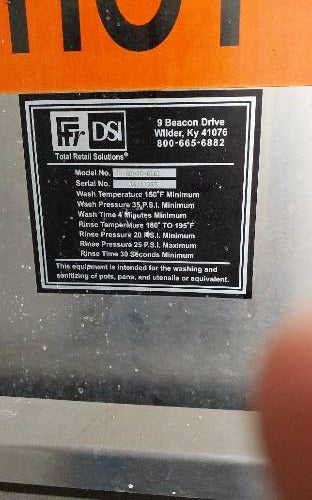 HOT
FFr DSI
Total Retail Solutions®
9 Beacon Drive
Wilder, Ky 41076
800-665-6882
Model No.
Serial No.
Wash Temperature 150°F Minimum
Wash Pressure 35 P.S.I. Minimum
Wash Time 4 Minutes Minimum
Rinse Temperature 180° TO 195°F
Rinse Pressure 20 P.S.I. Minimum
Rinse Pressure 25 P.S.I. Maximum
Rinse Time 30 Seconds Minimum
This equipment is intended for the washing and
sanitizing of pots, pans, and utensils or equivalent.